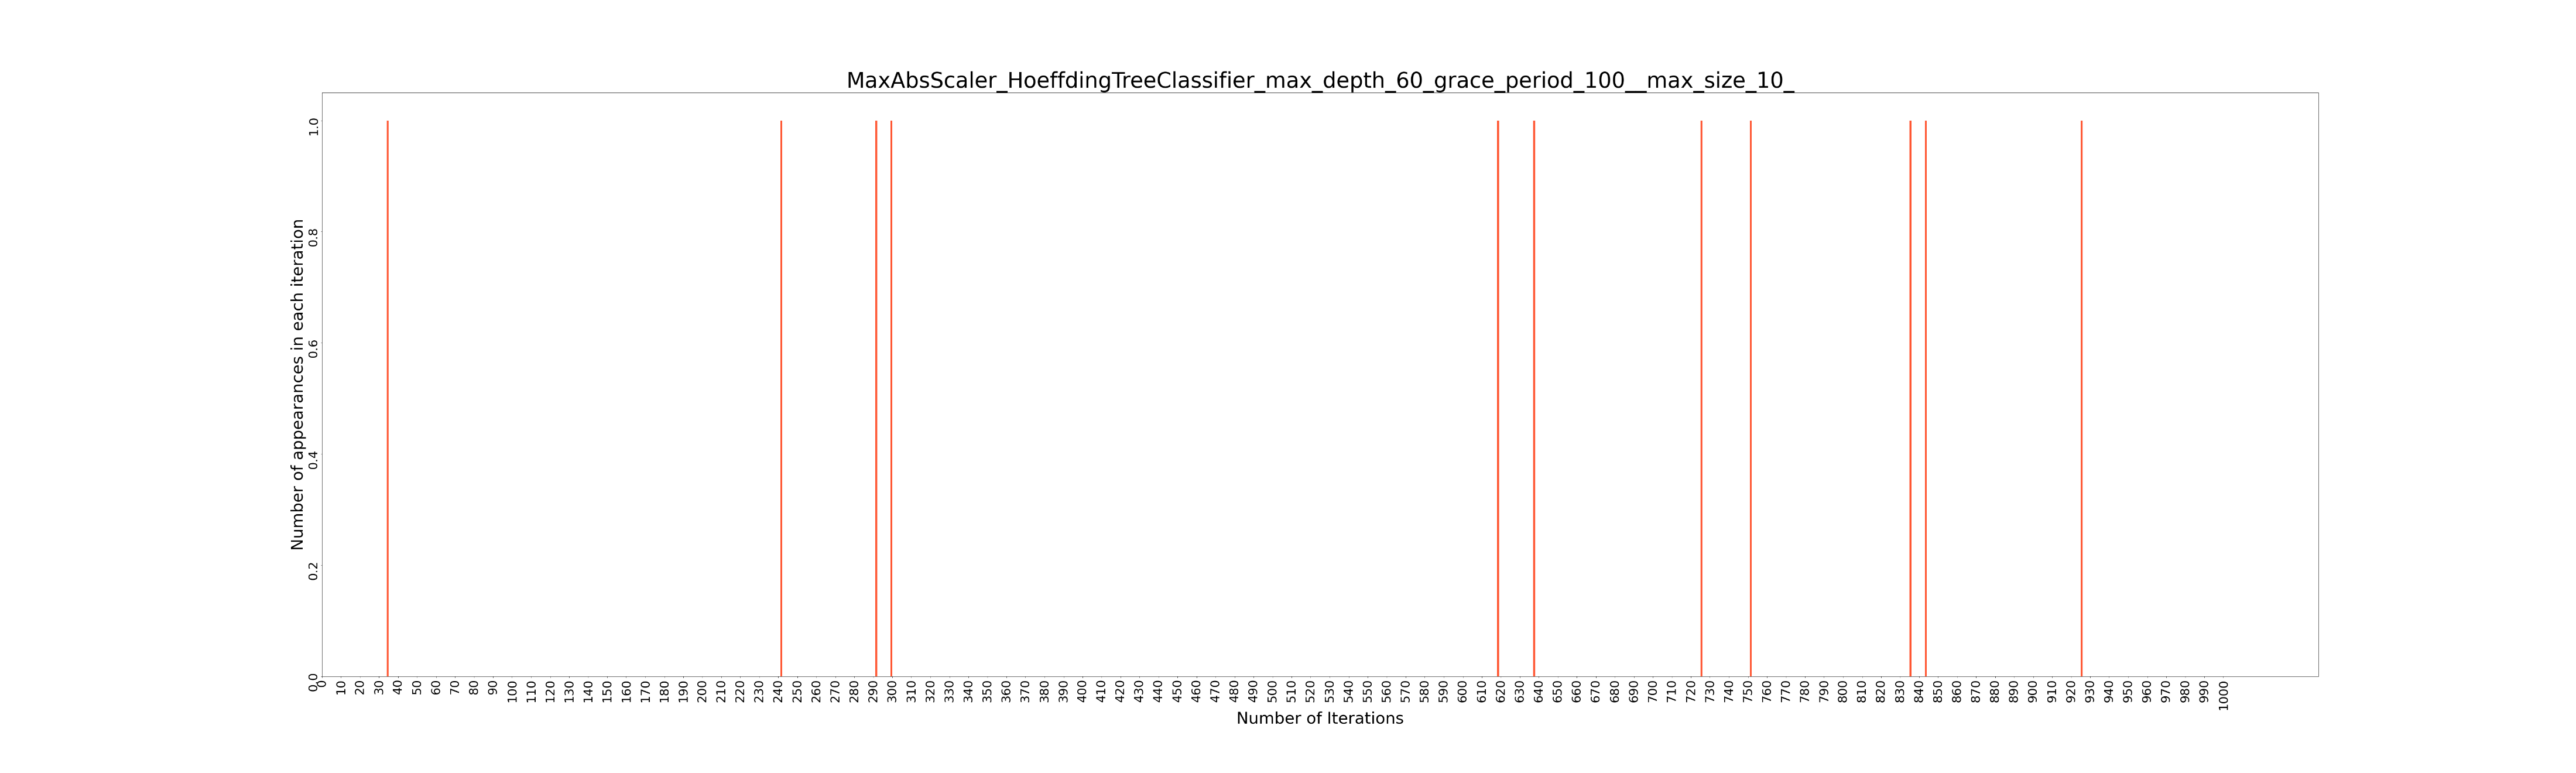 MaxAbsScaler_HoeffdingTreeClassifier_max_depth_60_grace_period_100__max_size_10_
Number of appearances in each iteration
1.0
0.8
0.6
0.4
0.2
0.0
0 10 20 30 40 50 60 70 80 90 100 110 120 130 140 150 160 170 180 190 200 210 220 230 240 250 260 270 280 290 300 310 320 330 340 350 360 370 380 390 400 410 420 430 440 450 460 470 480 490 500 510 520 530 540 550 560 570 580 590 600 610 620 630 640 650 660 670 680 690 700 710 720 730 740 750 760 770 780 790 800 810 820 830 840 850 860 870 880 890 900 910 920 930 940 950 960 970 980 990 1000
Number of Iterations